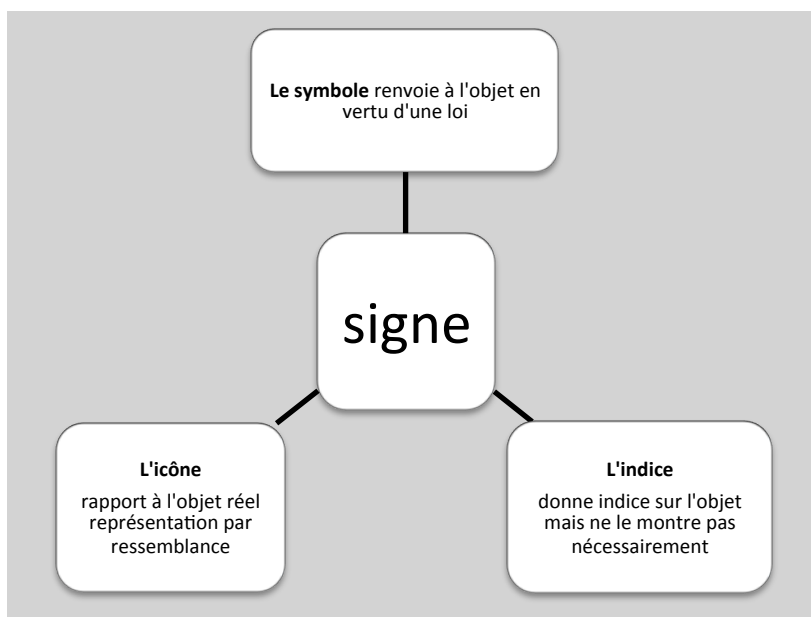 Le symbole renvoie à l'objet en
vertu d'une loi
signe
L'icône
rapport à l'objet réel
représentation par
ressemblance
L'indice
donne indice sur l'objet
mais ne le montre pas
nécessairement